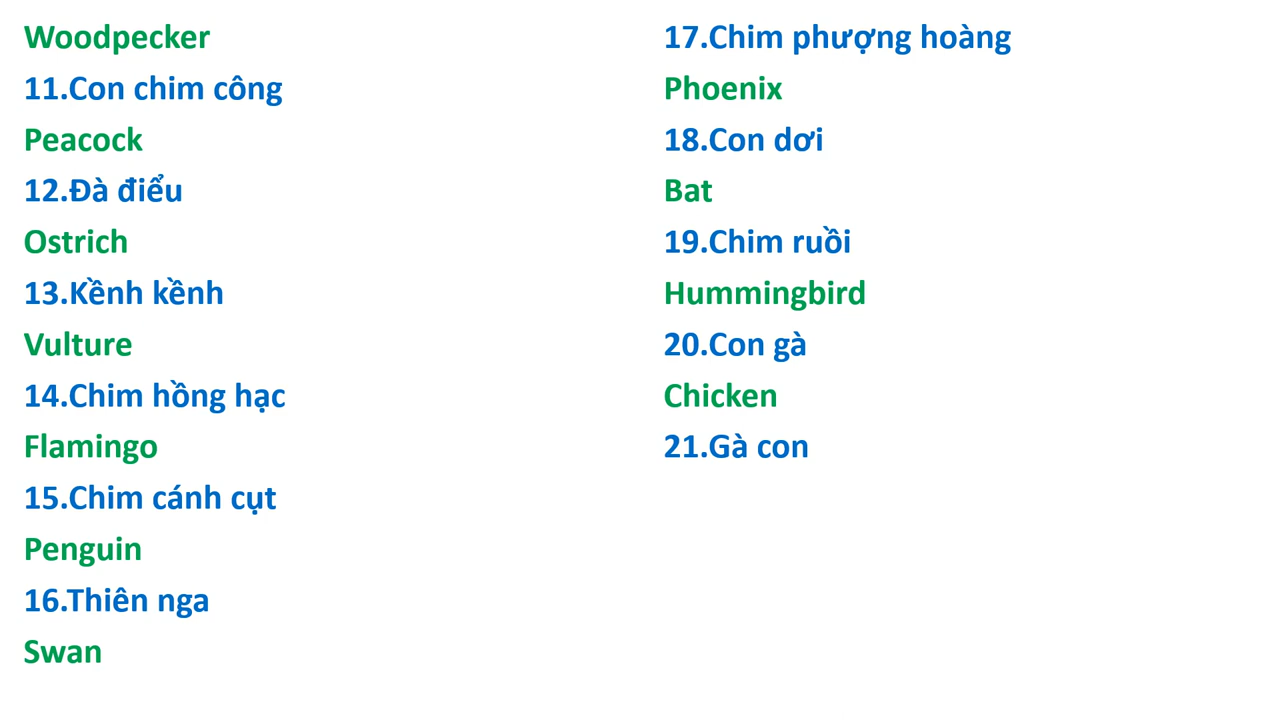 Woodpecker
11.Con chim công
Peacock
12.Đà điểu
Ostrich
13.Kềnh kềnh
Vulture
14.Chim hồng hạc
Flamingo
15.Chim cánh cụt
Penguin
16.Thiên nga
Swan
17.Chim phượng hoàng
Phoenix
18.Con dơi
Bat
19.Chim ruồi
Hummingbird
20.Con gà
Chicken
21.Gà con